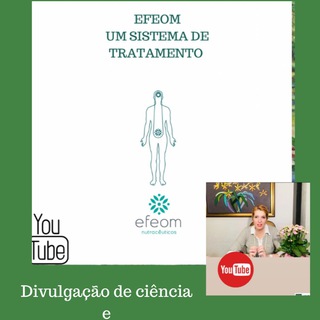 EFEOM
UM SISTEMA DE
TRATAMENTO
efeom
nutracêuticos
You
Tube
YouTube
Divulgação de ciência
e